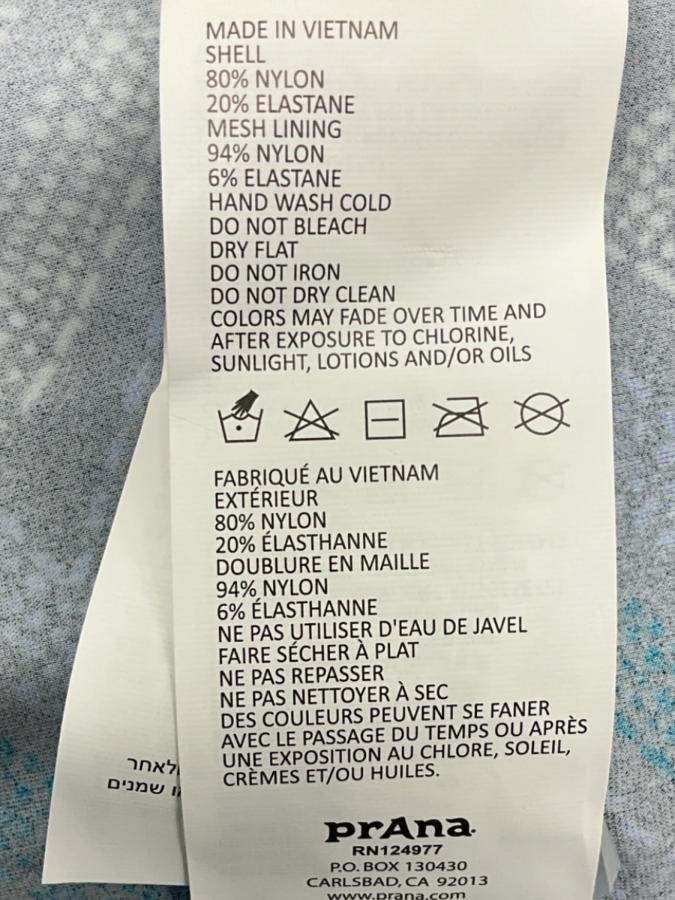 MADE IN VIETNAM
SHELL
80% NYLON
20% ELASTANE
MESH LINING
94% NYLON
6% ELASTANE
HAND WASH COLD
DO NOT BLEACH
DRY FLAT
DO NOT IRON
DO NOT DRY CLEAN
COLORS MAY FADE OVER TIME AND
AFTER EXPOSURE TO CHLORINE,
SUNLIGHT, LOTIONS AND/OR OILS
FABRIQUÉ AU VIETNAM
EXTÉRIEUR
80% NYLON
20% ÉLASTHANNE
DOUBLURE EN MAILLE
94% NYLON
6% ÉLASTHANNE
NE PAS UTILISER D'EAU DE JAVEL
FAIRE SÉCHER À PLAT
NE PAS REPASSER
NE PAS NETTOYER À SEC
DES COULEURS PEUVENT SE FANER
AVEC LE PASSAGE DU TEMPS OU APRÈS
UNE EXPOSITION AU CHLORE, SOLEIL,
CRÈMES ET/OU HUILES.
prAna
RN124977
P.O. BOX 130430
CARLSBAD, CA 92013
www.prana.com
שמנים